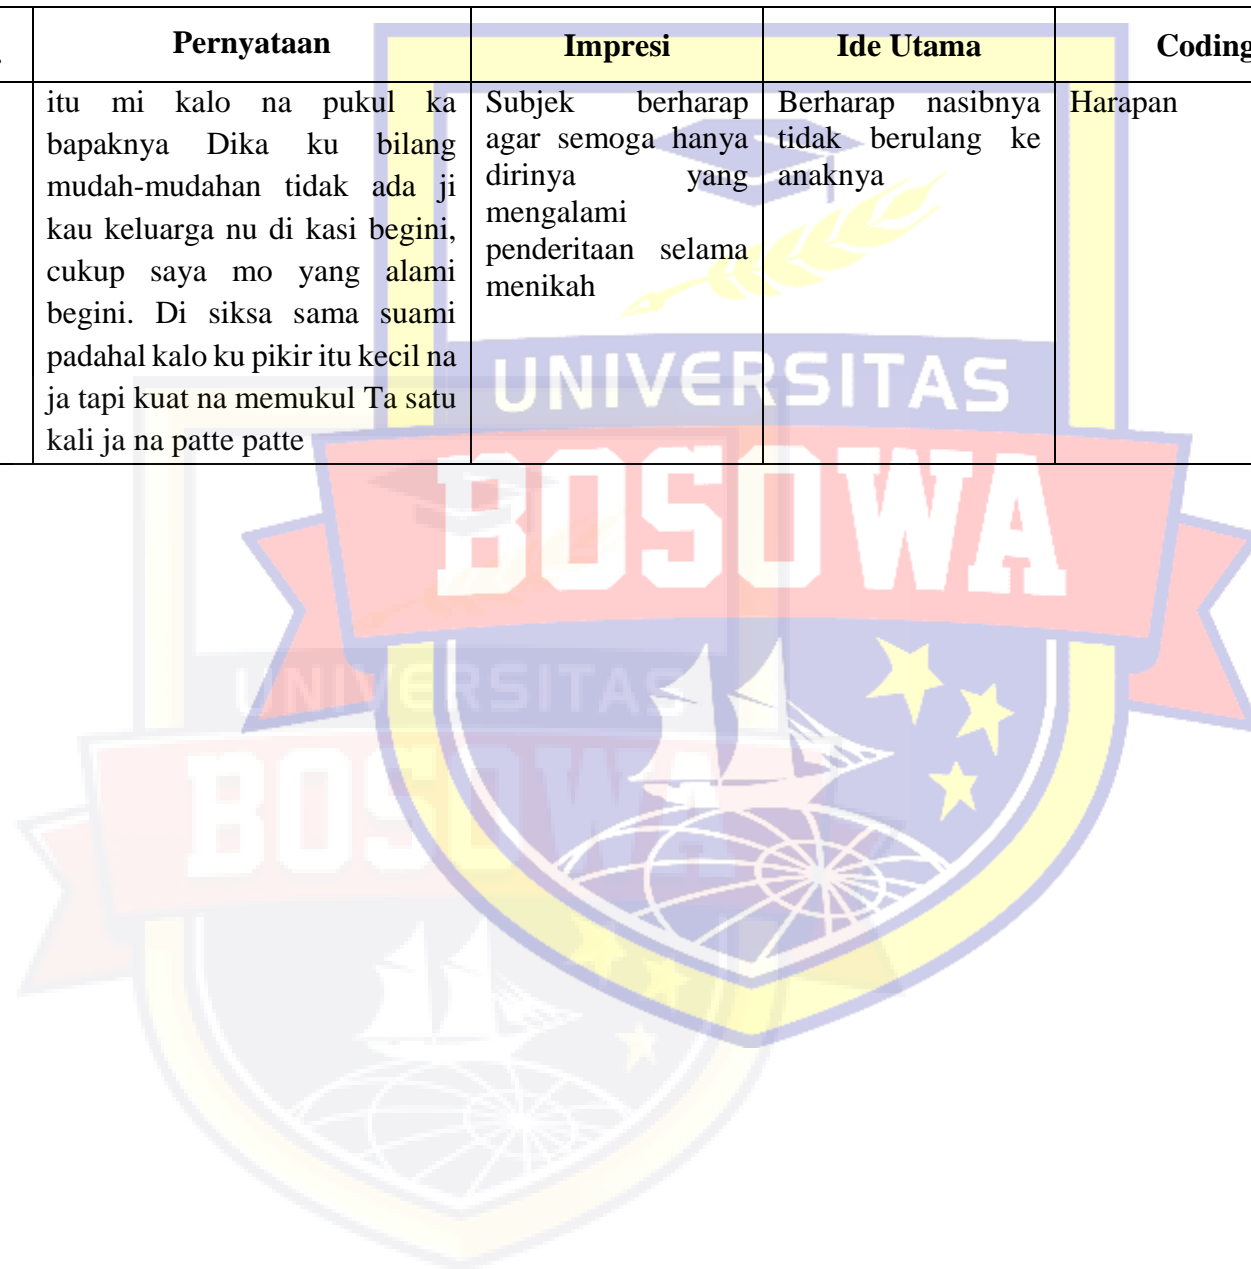 Pernyataan
Impresi
Ide Utama
Coding
itu mi kalo na pukul ka
bapaknya Dika ku bilang
mudah-mudahan tidak ada ji
kau keluarga nu di kasi begini,
cukup saya mo yang alami
begini. Di siksa sama suami
padahal kalo ku pikir itu kecil na
ja tapi kuat na memukul Ta satu
kali ja na patte patte
Subjek berharap
agar semoga hanya
dirinya yang
mengalami
penderitaan selama
menikah
Berharap nasibnya
tidak berulang ke
anaknya
Harapan
UNIVERSITAS
BOSOWA
UNIVERSITAS
BOSOWA